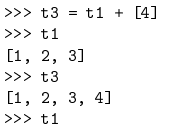 >>> t3 = t1 + [4]
>>> t1
[1, 2, 3]
>>> t3
[1, 2, 3, 4]
>>> t1